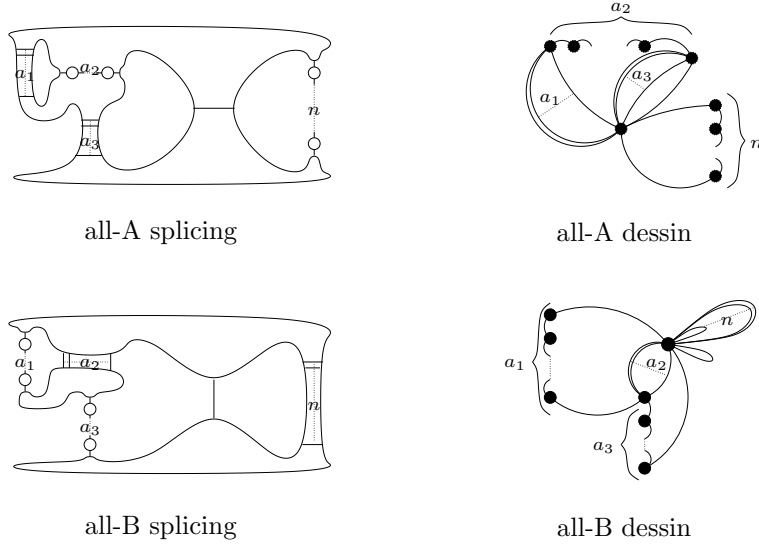 a₁
a₂
n
a₃
all-A splicing
a₂
a₁
a₃
n
all-A dessin
a₁
a₂
a₃
n
all-B splicing
n
a₁
a₂
a₃
all-B dessin